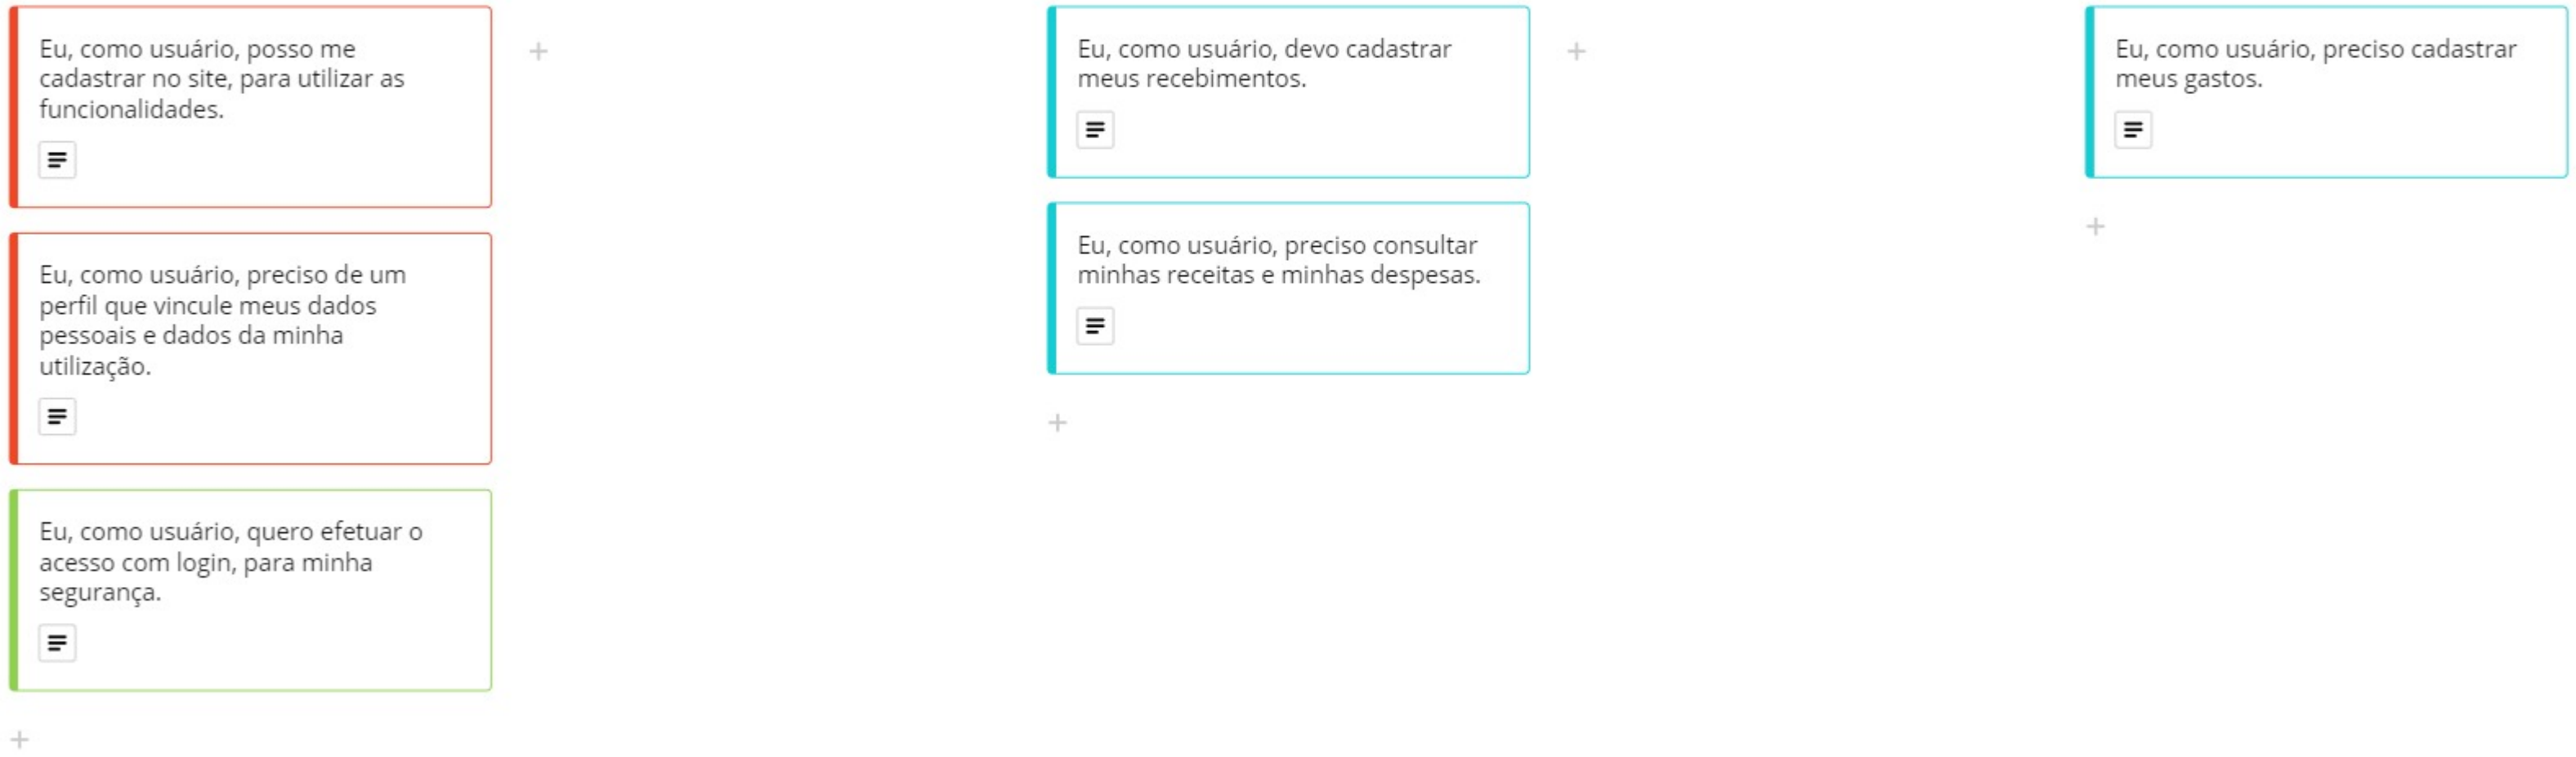 Eu, como usuário, posso me
cadastrar no site, para utilizar as
funcionalidades.
Eu, como usuário, preciso de um
perfil que vincule meus dados
pessoais e dados da minha
utilização.
Eu, como usuário, quero efetuar o
acesso com login, para minha
segurança.
Eu, como usuário, devo cadastrar
meus recebimentos.
Eu, como usuário, preciso consultar
minhas receitas e minhas despesas.
Eu, como usuário, preciso cadastrar
meus gastos.